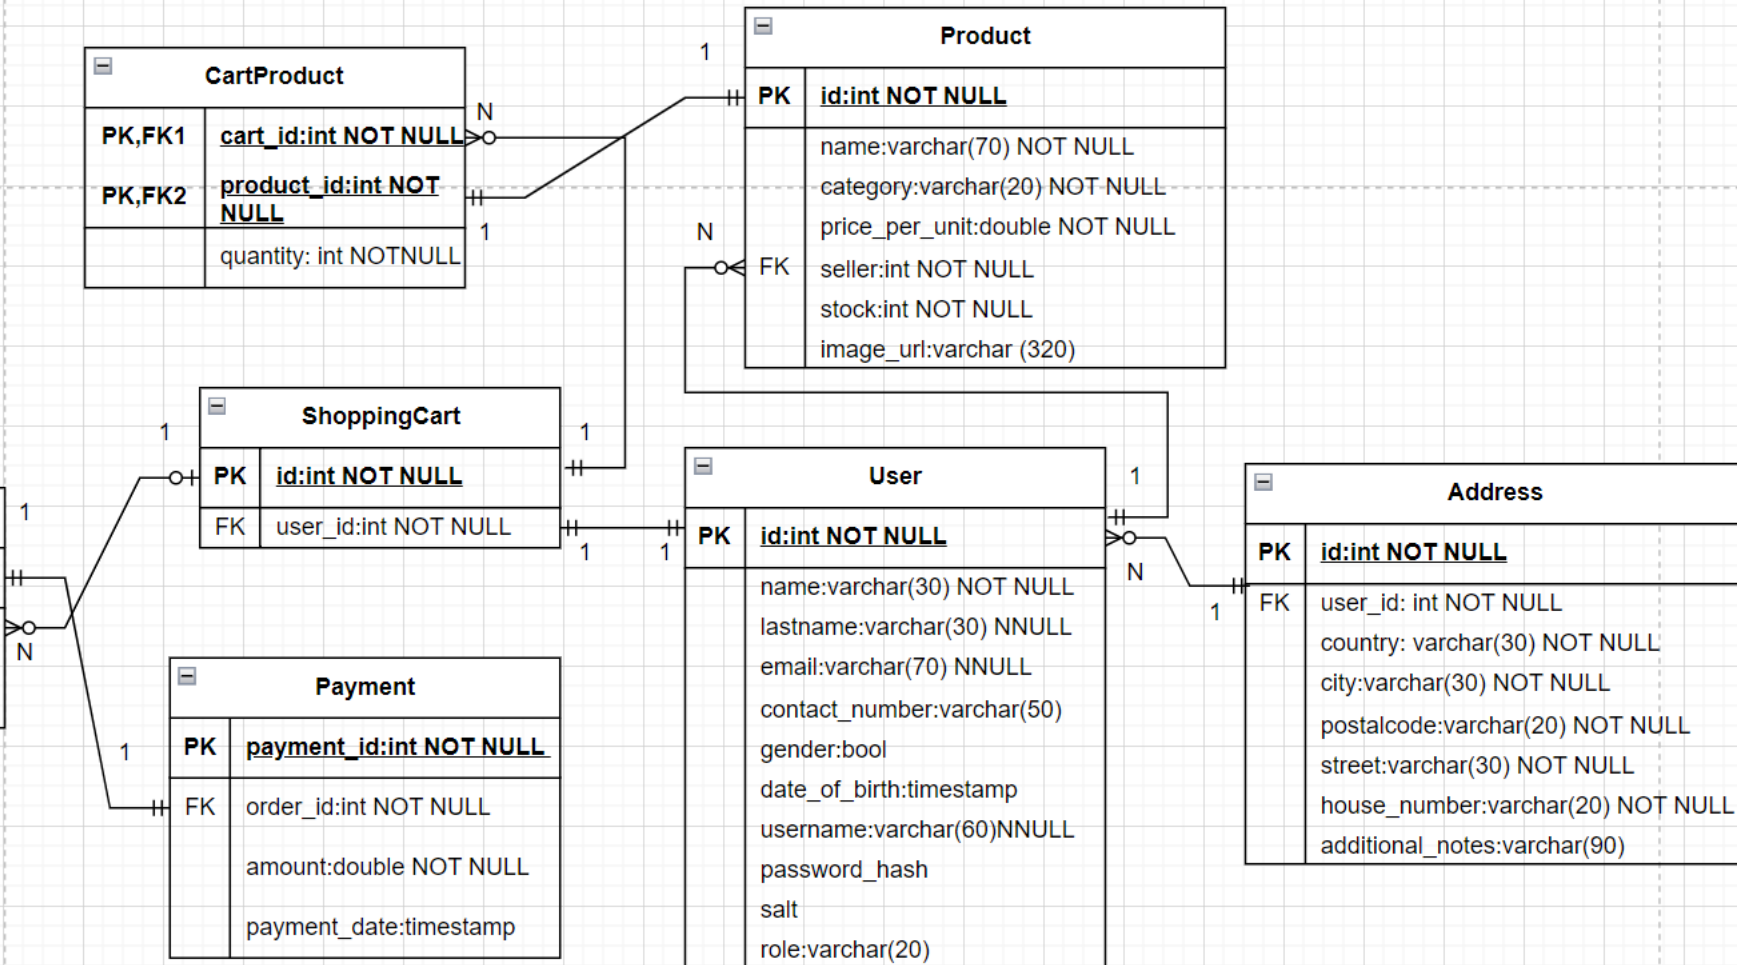 CartProduct
PK,FK1 cart_id:int NOT NULL
PK,FK2 product_id:int NOT
NULL
quantity: int NOTNULL
N
1
1
Product
PK id:int NOT NULL
name:varchar(70) NOT NULL
category:varchar(20) NOT NULL
price_per_unit:double NOT NULL
FK seller:int NOT NULL
stock:int NOT NULL
image_url:varchar (320)
N
ShoppingCart
PK id:int NOT NULL
FK user_id:int NOT NULL
1
1
1
1
1
N
Payment
PK payment_id:int NOT NULL
FK order_id:int NOT NULL
amount:double NOT NULL
payment_date:timestamp
1
User
PK id:int NOT NULL
name:varchar(30) NOT NULL
lastname:varchar(30) NNULL
email:varchar(70) NNULL
contact_number:varchar(50)
gender:bool
date_of_birth:timestamp
username:varchar(60)NNULL
password_hash
salt
role:varchar(20)
1
N
1
Address
PK id:int NOT NULL
FK user_id: int NOT NULL
country: varchar(30) NOT NULL
city:varchar(30) NOT NULL
postalcode:varchar(20) NOT NULL
street:varchar(30) NOT NULL
house_number:varchar(20) NOT NULL
additional_notes:varchar(90)